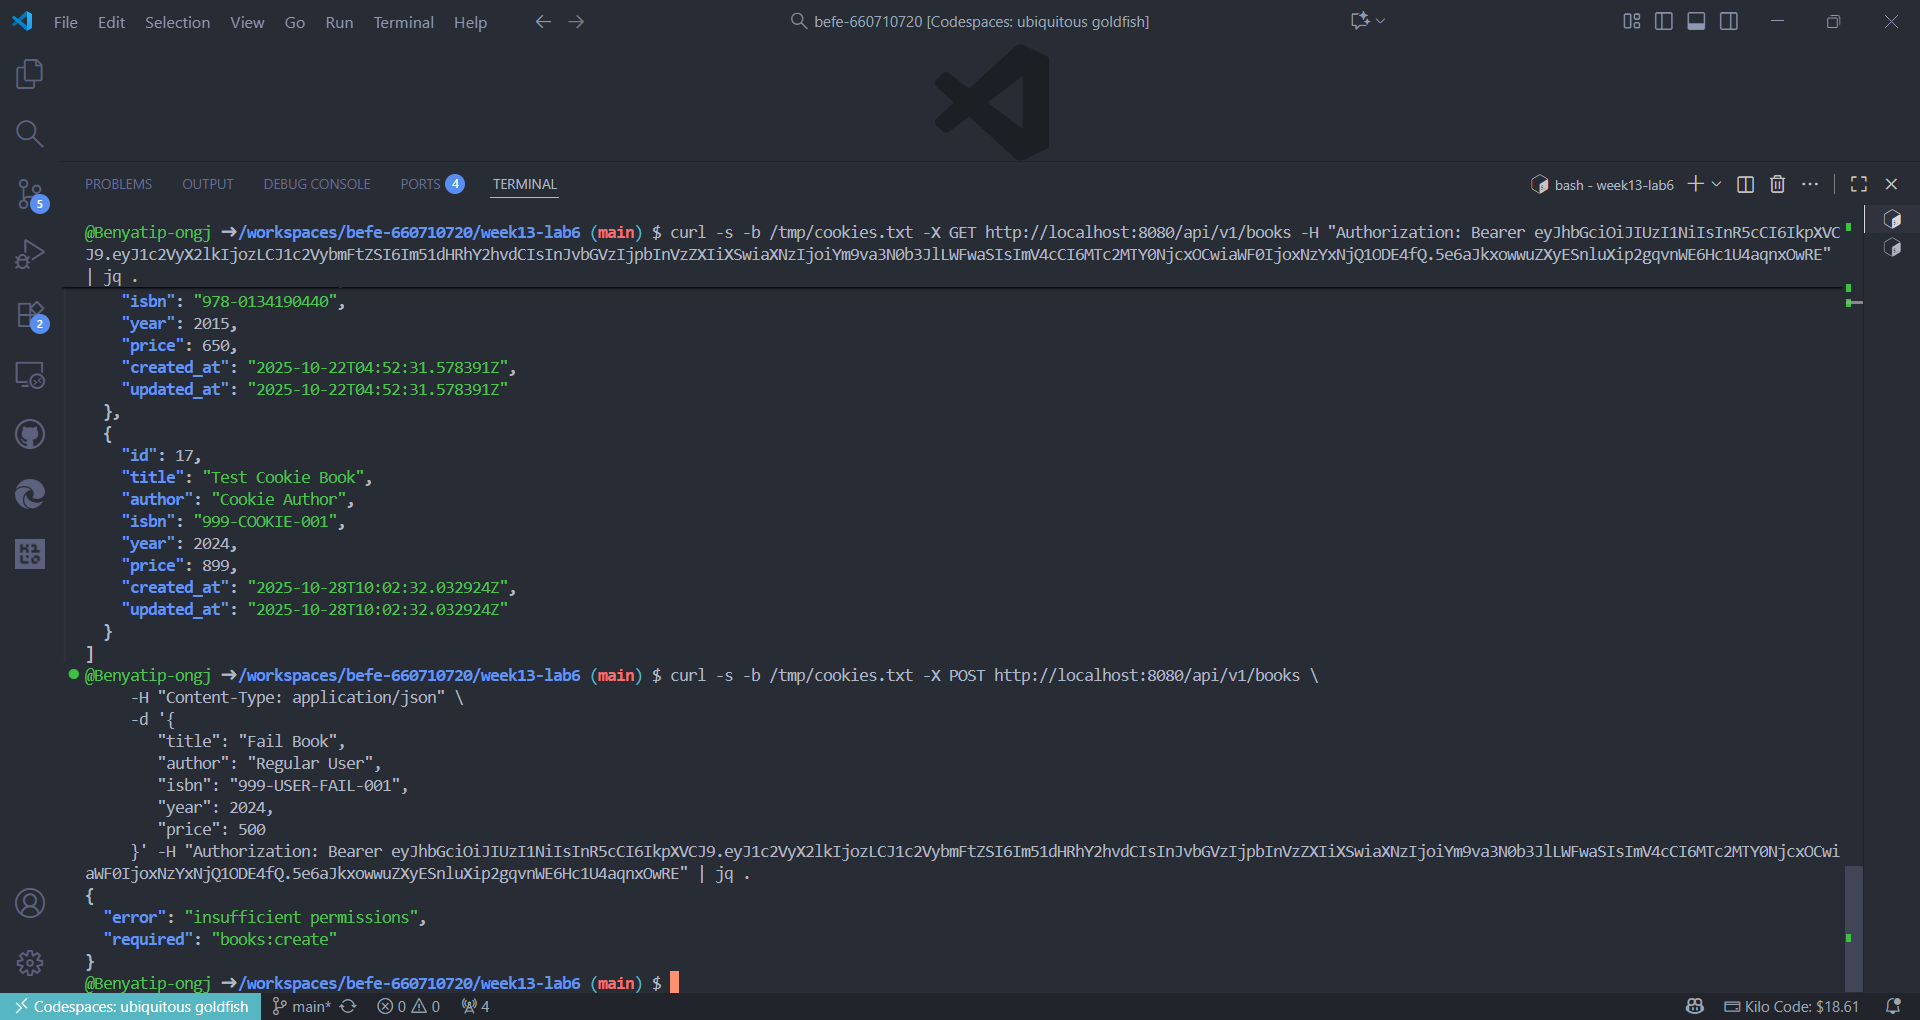 File Edit Selection View Go Run Terminal Help
befe-660710720 [Codespaces: ubiquitous goldfish]
PROBLEMS OUTPUT DEBUG CONSOLE PORTS 4 TERMINAL
bash - week13-lab6
5
2
@Benyatip-ongj ➜/workspaces/befe-660710720/week13-lab6 (main) $ curl -s -b /tmp/cookies.txt -X GET http://localhost:8080/api/v1/books -H "Authorization: Bearer eyJhbGciOiJIUzI1NiIsInR5cCI6IkpXVC
J9.eyJ1c2VyX2lkIjozLCJ1c2VybmFtZSI6Im51dHRhY2hvdCIsInJvbGVzIjpbInVzZXIiXSwiaXNzIjoiYm9va3N0b3JlLWFwaSIsImV4cCI6MTc2MTY0NjcxOCwiaWF0IjoxNzYxNjQ1ODE4fQ.5e6aJkxowwuZXyESnluXip2gqvnWE6Hc1U4aqnxOwRE"
| jq .
"isbn": "978-0134190440",
"year": 2015,
"price": 650,
"created_at": "2025-10-22T04:52:31.578391Z",
"updated_at": "2025-10-22T04:52:31.578391Z"
},
{
"id": 17,
"title": "Test Cookie Book",
"author": "Cookie Author",
"isbn": "999-COOKIE-001",
"year": 2024,
"price": 899,
"created_at": "2025-10-28T10:02:32.032924Z",
"updated_at": "2025-10-28T10:02:32.032924Z"
}
]
@Benyatip-ongj ➜/workspaces/befe-660710720/week13-lab6 (main) $ curl -s -b /tmp/cookies.txt -X POST http://localhost:8080/api/v1/books \
-H "Content-Type: application/json" \
-d '{
"title": "Fail Book",
"author": "Regular User",
"isbn": "999-USER-FAIL-001",
"year": 2024,
"price": 500
}' -H "Authorization: Bearer eyJhbGciOiJIUzI1NiIsInR5cCI6IkpXVCJ9.eyJ1c2VyX2lkIjozLCJ1c2VybmFtZSI6Im51dHRhY2hvdCIsInJvbGVzIjpbInVzZXIiXSwiaXNzIjoiYm9va3N0b3JlLWFwaSIsImV4cCI6MTc2MTY0NjcxOCwi
aWF0IjoxNzYxNjQ1ODE4fQ.5e6aJkxowwuZXyESnluXip2gqvnWE6Hc1U4aqnxOwRE" | jq .
{
"error": "insufficient permissions",
"required": "books:create"
}
@Benyatip-ongj ➜/workspaces/befe-660710720/week13-lab6 (main) $
Codespaces: ubiquitous goldfish main* 0 0 4 Kilo Code: $18.61